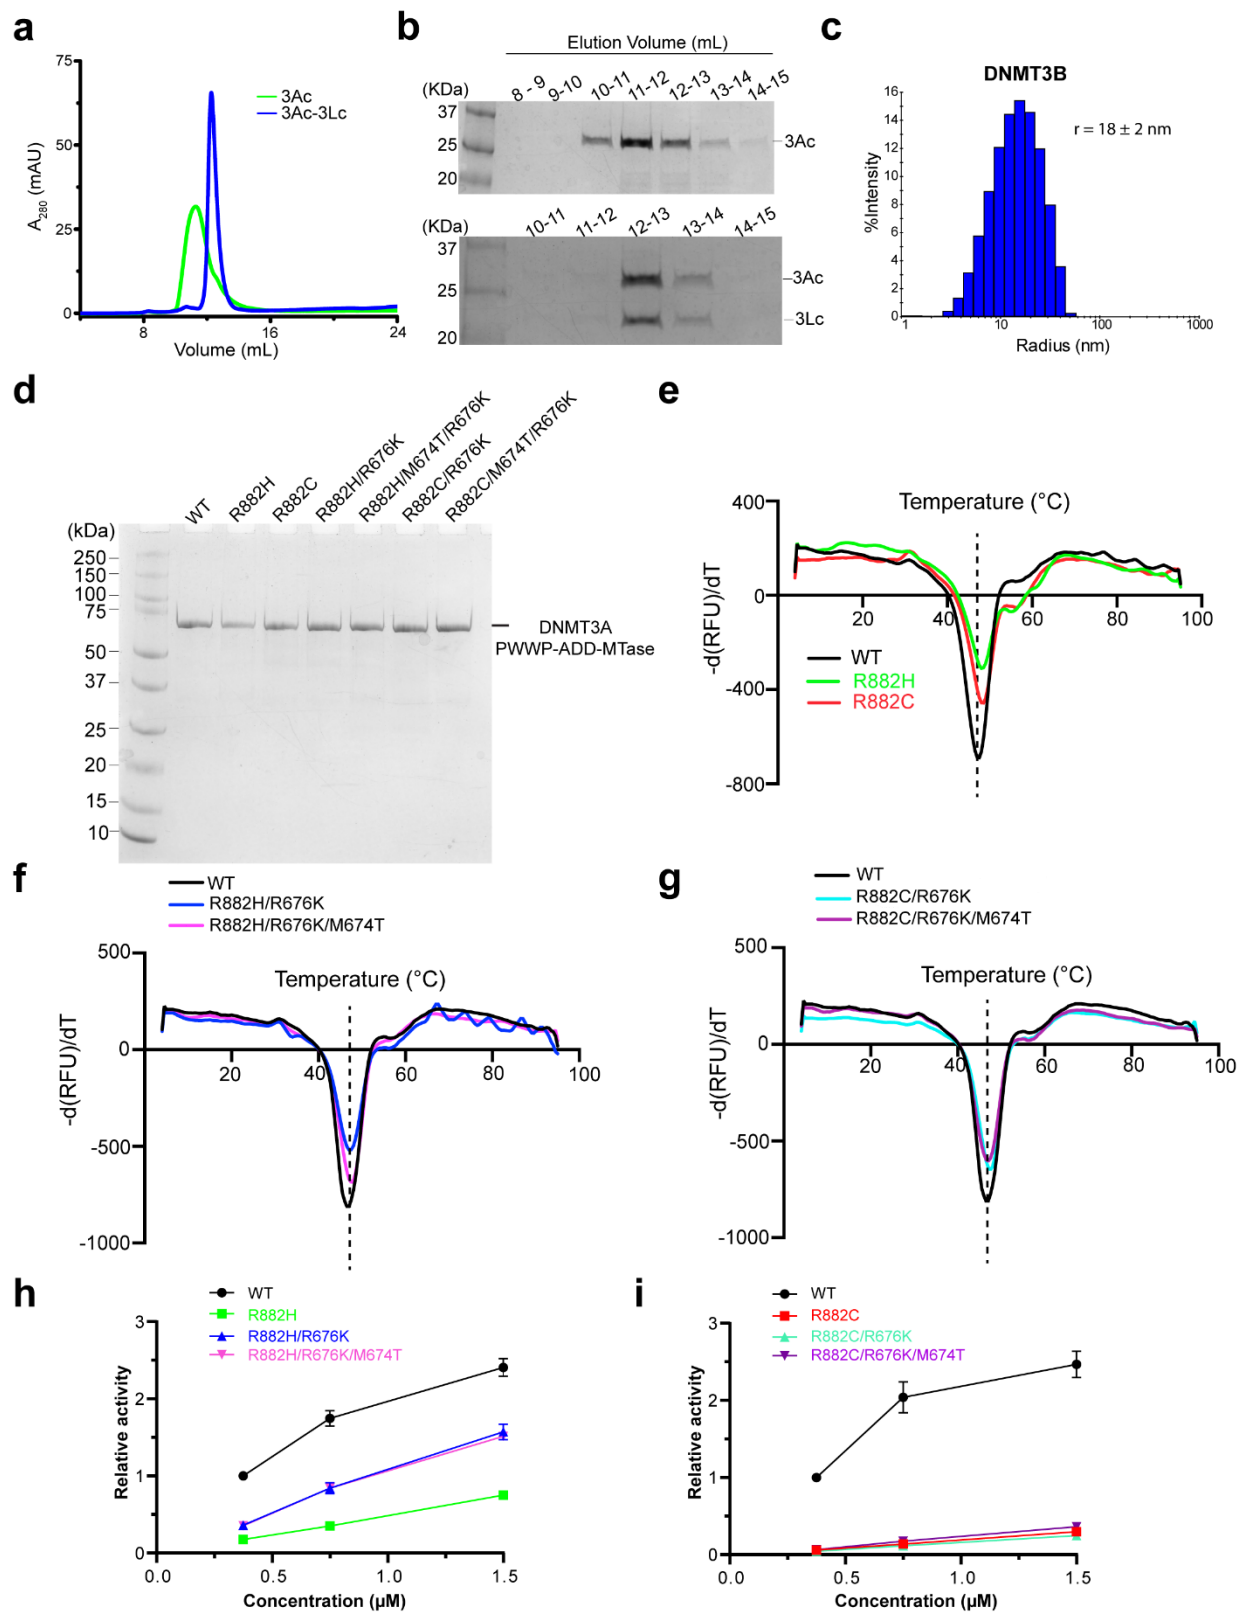 a
75
50
25
0
A280 (mAU)
8
16
24
Volume (mL)
3Ac
3Ac-3Lc
b
Elution Volume (mL)
(KDa)
8 - 9
9-10
10-11
11-12
12-13
13-14
14-15
37
25
20
3Ac
(KDa)
10-11
11-12
12-13
13-14
14-15
37
25
20
3Ac
3Lc
c
DNMT3B
r = 18 ± 2 nm
%Intensity
16
14
12
10
8
6
4
2
0
1
10
100
1000
Radius (nm)
d
WT
R882H
R882C
R882H/R676K
R882H/M674T/R676K
R882C/R676K
R882C/M674T/R676K
(kDa)
250
150
100
75
50
37
25
20
15
10
DNMT3A
PWWP-ADD-MTase
e
400
0
-400
-800
-d(RFU)/dT
Temperature (°C)
20
40
60
80
100
WT
R882H
R882C
f
WT
R882H/R676K
R882H/R676K/M674T
500
0
-500
-1000
-d(RFU)/dT
Temperature (°C)
20
40
60
80
100
g
WT
R882C/R676K
R882C/R676K/M674T
500
0
-500
-1000
-d(RFU)/dT
Temperature (°C)
20
40
60
80
100
h
WT
R882H
R882H/R676K
R882H/R676K/M674T
3
2
1
0
Relative activity
0.0
0.5
1.0
1.5
Concentration (µM)
i
WT
R882C
R882C/R676K
R882C/R676K/M674T
3
2
1
0
Relative activity
0.0
0.5
1.0
1.5
Concentration (µM)